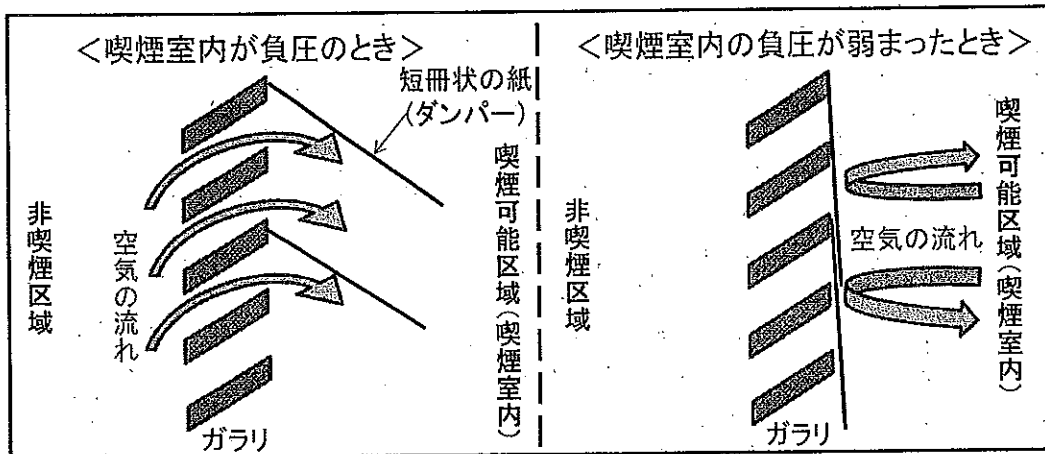 ＜喫煙室内が負圧のとき＞
短冊状の紙
(ダンパー)
非喫煙区域
空気の流れ
喫煙可能区域(喫煙室内)
ガラリ
＜喫煙室内の負圧が弱まったとき＞
非喫煙区域
空気の流れ
喫煙可能区域(喫煙室内)
ガラリ